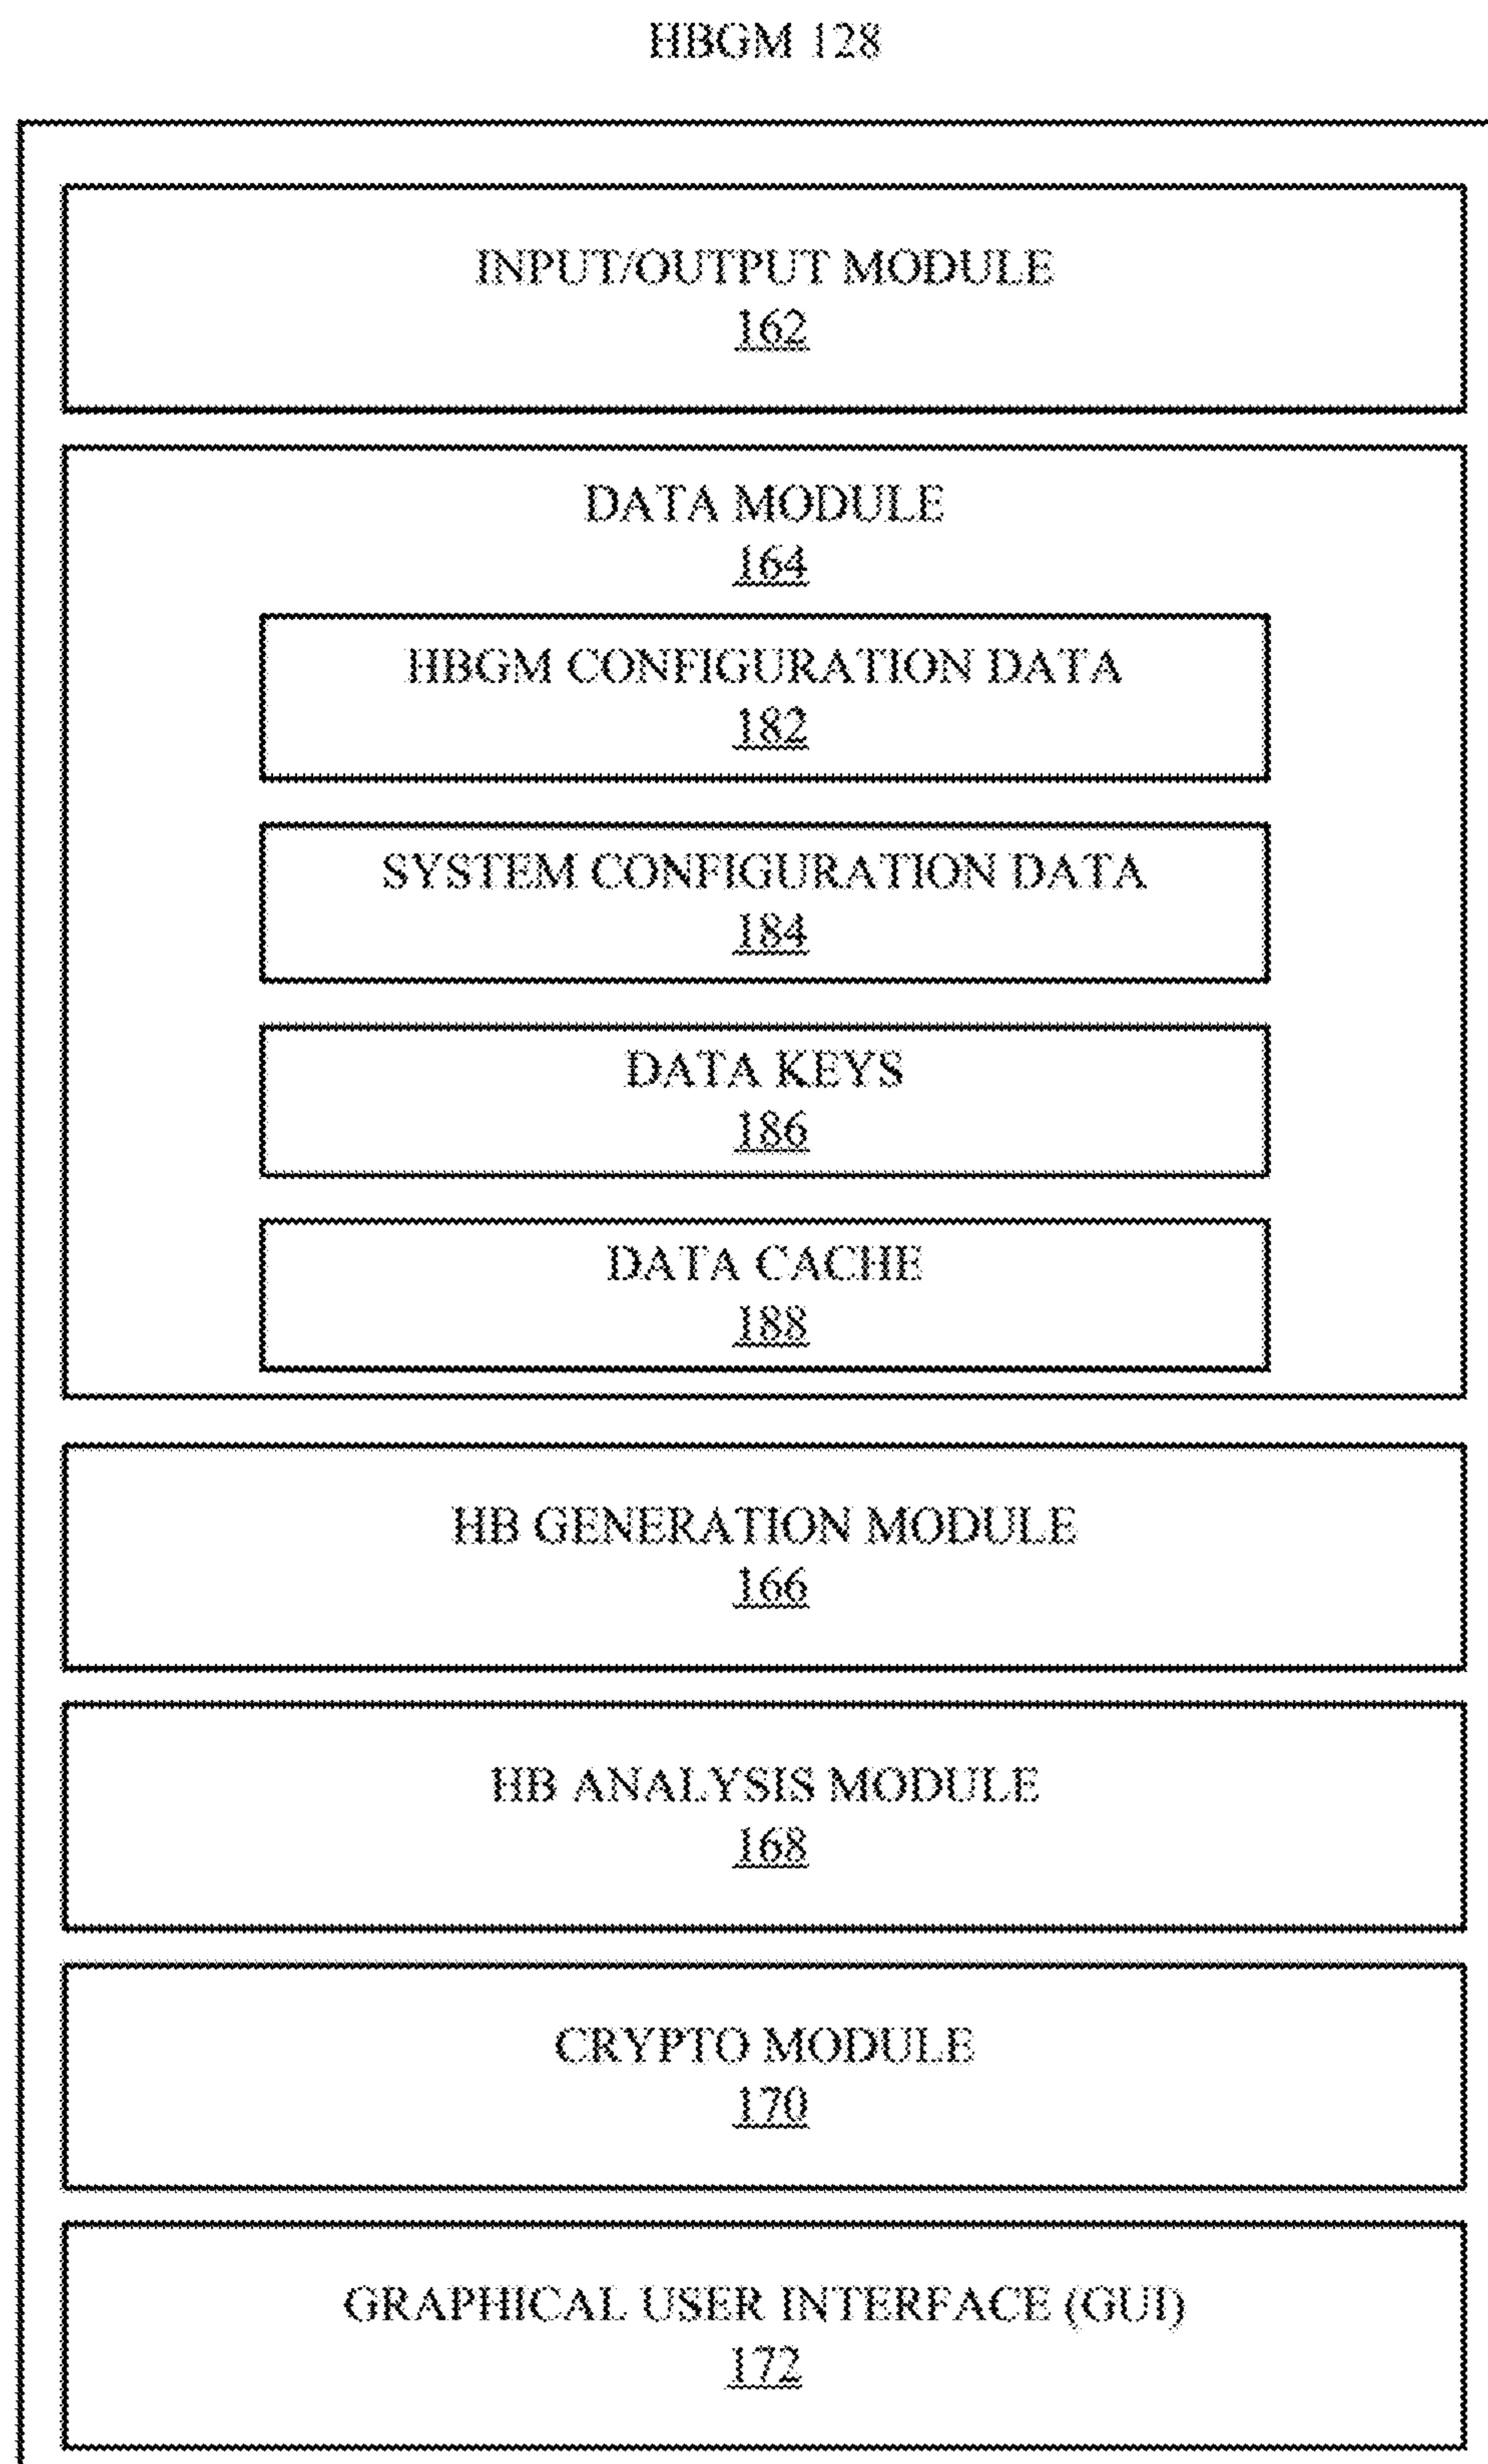 HBGM 128
INPUT/OUTPUT MODULE
162
DATA MODULE
164
HBGM CONFIGURATION DATA
182
SYSTEM CONFIGURATION DATA
184
DATA KEYS
186
DATA CACHE
188
HB GENERATION MODULE
166
HB ANALYSIS MODULE
168
CRYPTO MODULE
170
GRAPHICAL USER INTERFACE (GUI)
172